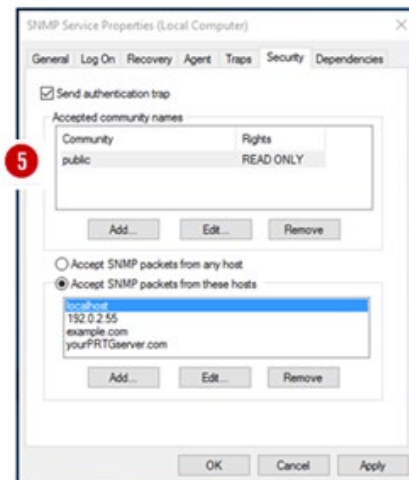 SNMP Service Properties (Local Computer)
General Log On Recovery Agent Traps Security Dependencies
Send authentication trap
Accepted community names
Community Rights
5
public READ ONLY
Add... Edit... Remove
Accept SNMP packets from any host
Accept SNMP packets from these hosts
localhost
192.0.2.55
example.com
yourPRTGserver.com
Add... Edit... Remove
OK Cancel Apply